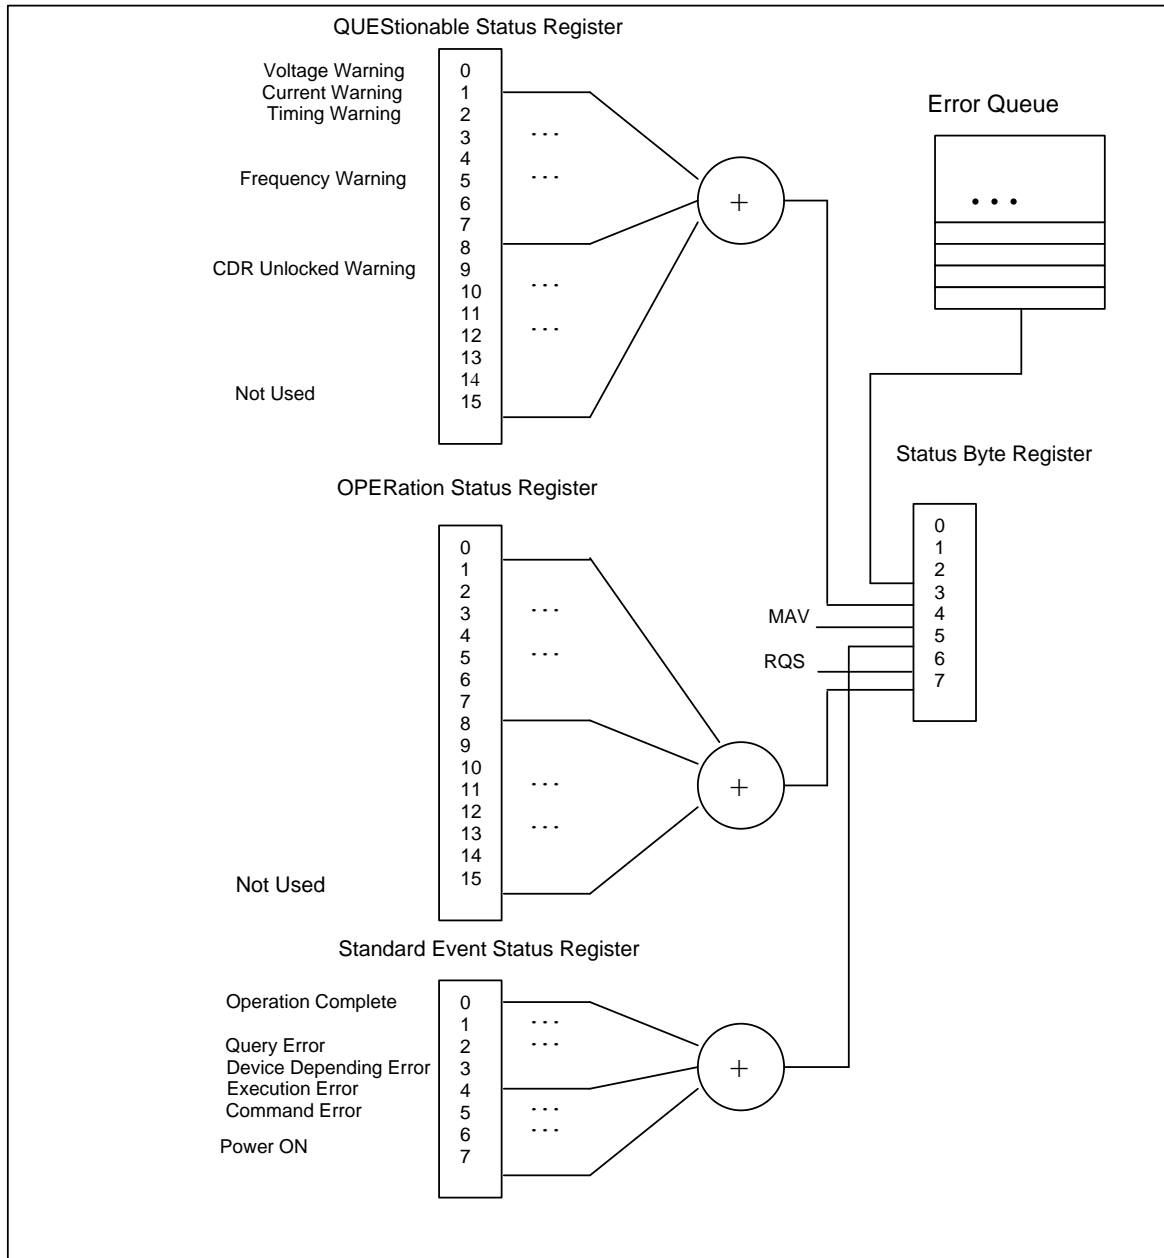 QUEStionable Status Register
Voltage Warning 0
Current Warning 1
Timing Warning 2
3
...
4
Frequency Warning 5
...
6
7
8
CDR Unlocked Warning 9
10
...
11
12
...
13
14
Not Used 15
+
Error Queue
...
OPERation Status Register
0
1
2
3
...
4
5
...
6
7
8
9
10
11
...
12
13
...
14
15
Not Used
+
Status Byte Register
0
1
2
3
4
5
6
7
MAV
RQS
Standard Event Status Register
Operation Complete 0
1
...
Query Error 2
...
Device Depending Error 3
Execution Error 4
Command Error 5
...
6
...
Power ON 7
+